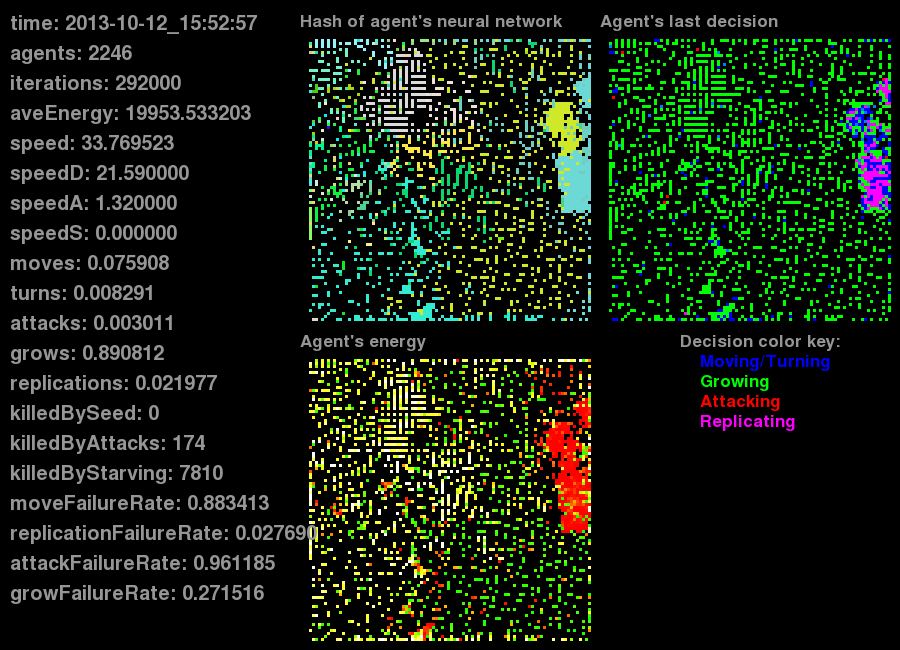 time: 2013-10-12_15:52:57
agents: 2246
iterations: 292000
aveEnergy: 19953.533203
speed: 33.769523
speedD: 21.590000
speedA: 1.320000
speedS: 0.000000
moves: 0.075908
turns: 0.008291
attacks: 0.003011
grows: 0.890812
replications: 0.021977
killedBySeed: 0
killedByAttacks: 174
killedByStarving: 7810
moveFailureRate: 0.883413
replicationFailureRate: 0.027690
attackFailureRate: 0.961185
growFailureRate: 0.271516
Hash of agent's neural network
Agent's last decision
Agent's energy
Decision color key:
Moving/Turning
Growing
Attacking
Replicating